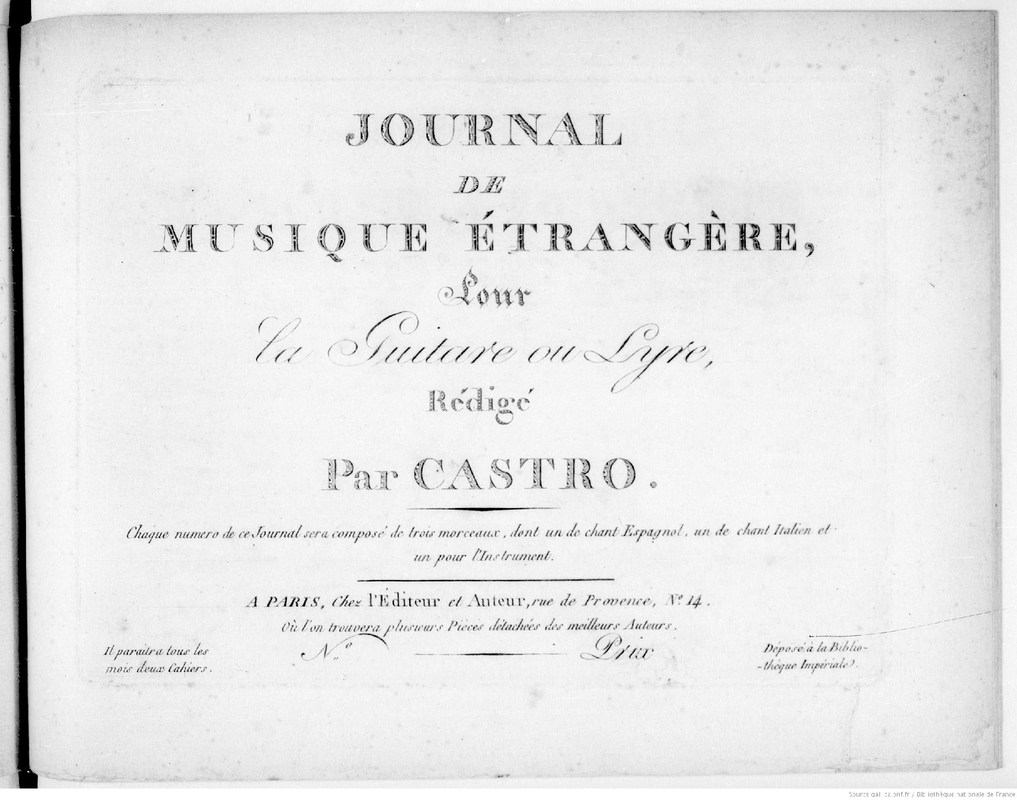 JOURNAL
DE
MUSIQUE ÉTRANGÈRE,
Pour
la Guitare ou Lyre,
Rédigé
Par CASTRO.
Chaque numero de ce Journal sera composé de trois morceaux, dont un de chant Espagnol, un de chant Italien et
un pour l'Instrument.
A PARIS, Chez l'Éditeur et Auteur, rue de Provence, Nº 14.
Où l'on trouvera plusieurs Pièces détachées des meilleurs Auteurs.
Il paraitra tous les
mois deux Cahiers.
Nº
Prix
Déposé à la Biblio-
-thèque Impériale.
Source gallica.bnf.fr / Bibliothèque nationale de France